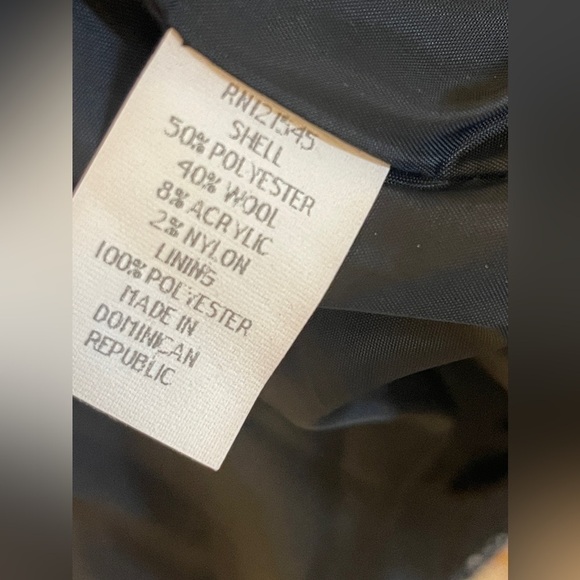 RN121545
SHELL
50% POLYESTER
40% WOOL
8% ACRYLIC
2% NYLON
LINING
100% POLYESTER
MADE IN
DOMINICAN
REPUBLIC